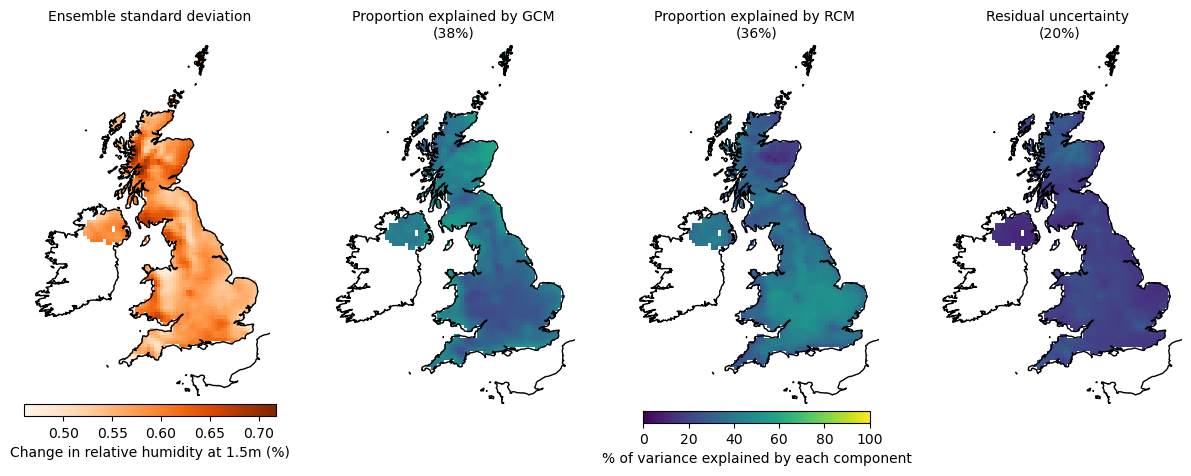 Ensemble standard deviation
Proportion explained by GCM
(38%)
Proportion explained by RCM
(36%)
Residual uncertainty
(20%)
0.50 0.55 0.60 0.65 0.70
Change in relative humidity at 1.5m (%)
0 20 40 60 80 100
% of variance explained by each component